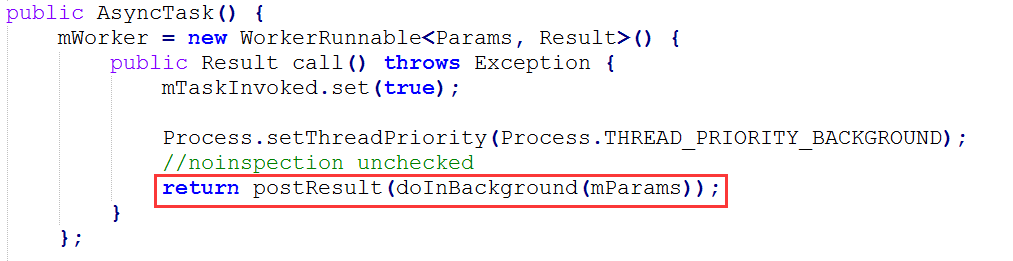 public AsyncTask() {
mWorker = new WorkerRunnable<Params, Result>() {
public Result call() throws Exception {
mTaskInvoked.set(true);
Process.setThreadPriority(Process.THREAD_PRIORITY_BACKGROUND);
//noinspection unchecked
return postResult(doInBackground(mParams));
}
};